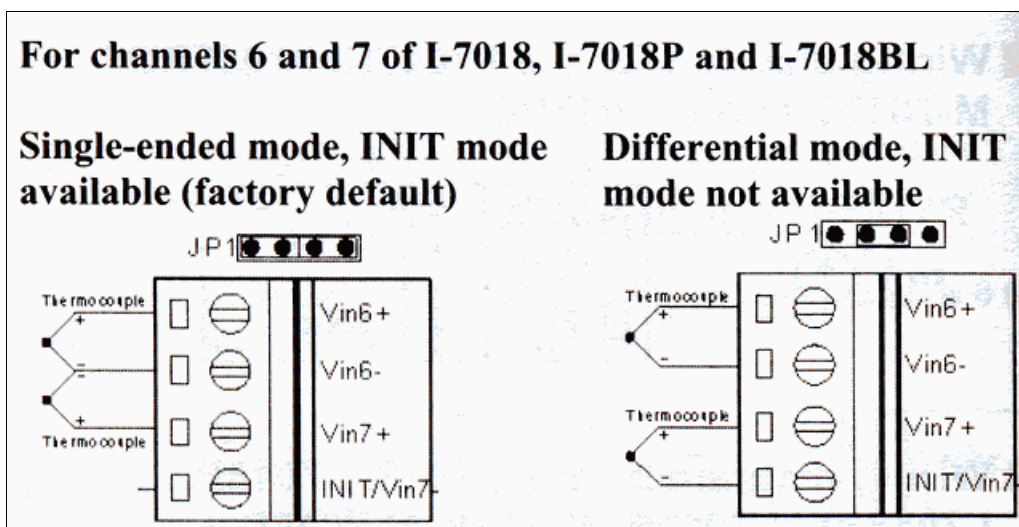 For channels 6 and 7 of I-7018, I-7018P and I-7018BL
Single-ended mode, INIT mode
available (factory default)
JP1
Thermocouple
+
Vin6+
-
Vin6-
-
+
Vin7+
Thermocouple
INIT/Vin7-
Differential mode, INIT
mode not available
JP1
Thermocouple
+
Vin6+
-
Vin6-
Thermocouple
+
Vin7+
-
INIT/Vin7-